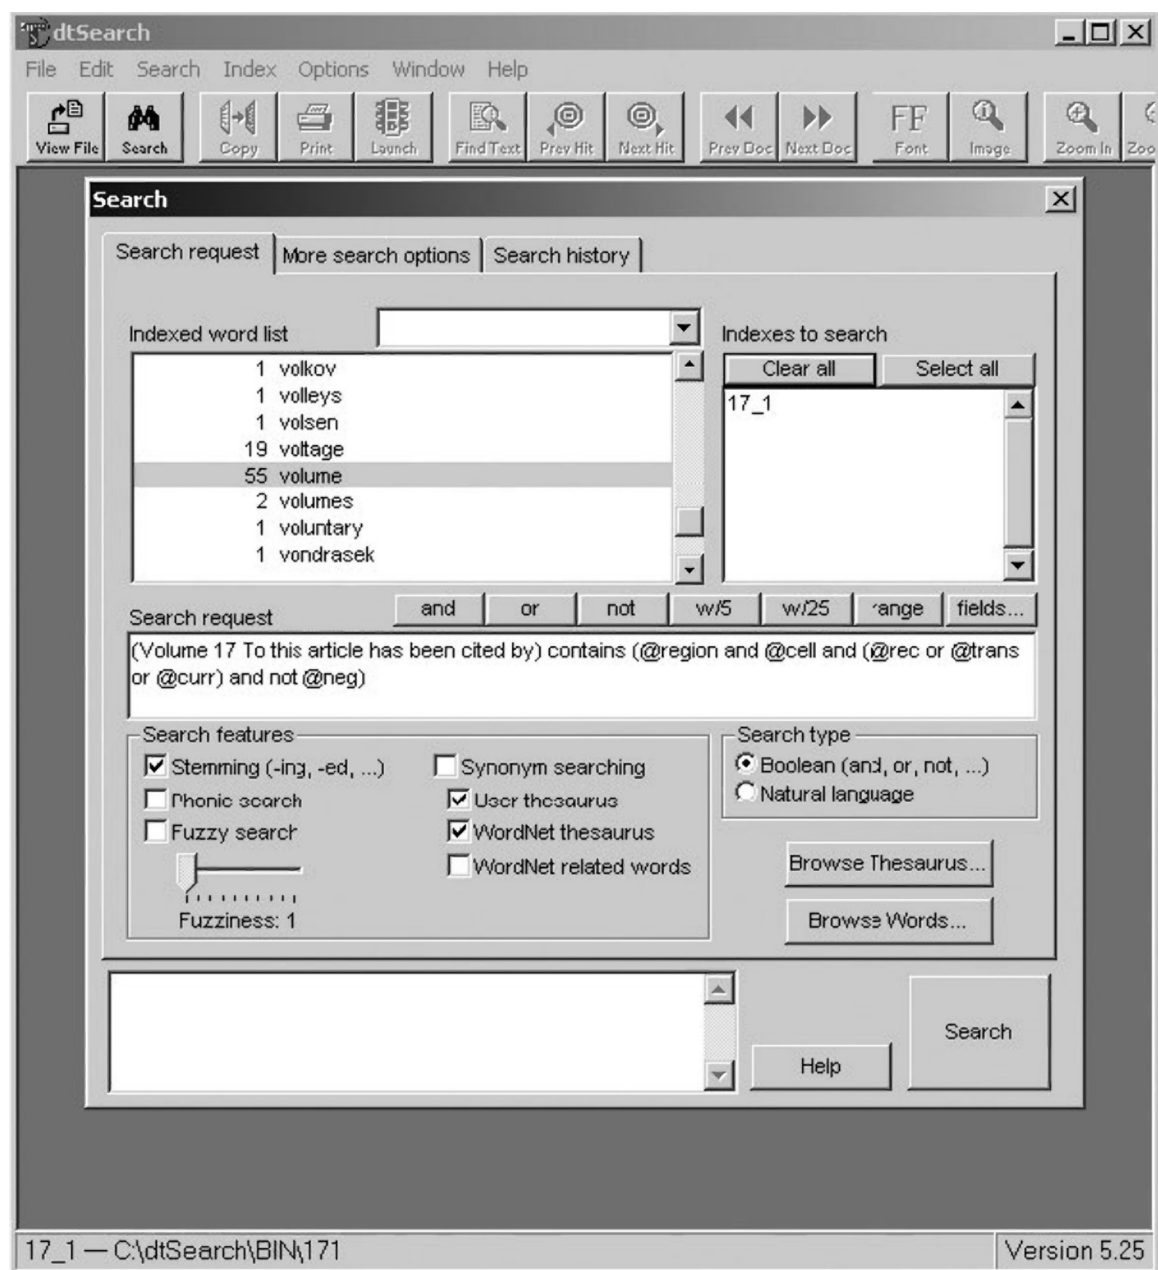 dtSearch
File Edit Search Index Options Window Help
View File Search Copy Print Launch Find Text Prev Hit Next Hit Prev Doc Next Doc Font Image Zoom In Zoo
Search
Search request More search options Search history
Indexed word list
Indexes to search
Clear all Select all
1 volkov
1 volleys
1 volsen
19 voltage
55 volume
2 volumes
1 voluntary
1 vondrasek
17_1
Search request
and or not w/5 w/25 range fields...
(Volume 17 To this article has been cited by) contains (@region and @cell and (@rec or @trans
or @curr) and not @neg)
Search features
Stemming (-ing, -ed, ...)
Phonic search
Fuzzy search
Fuzziness: 1
Synonym searching
User thesaurus
WordNet thesaurus
WordNet related words
Search type
Boolean (and, or, not, ...)
Natural language
Browse Thesaurus...
Browse Words...
Help
Search
17_1 — C:\dtSearch\BIN\171
Version 5.25